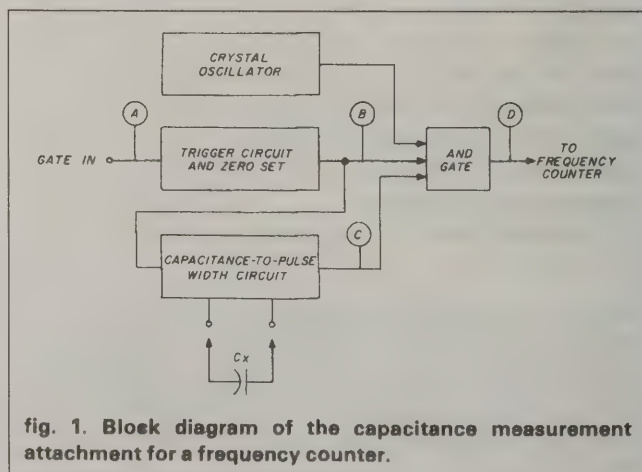 CRYSTAL
OSCILLATOR
A
B
D
GATE IN
TRIGGER CIRCUIT
AND ZERO SET
AND
GATE
TO
FREQUENCY
COUNTER
C
CAPACITANCE-TO-PULSE
WIDTH CIRCUIT
Cx
fig. 1. Block diagram of the capacitance measurement
attachment for a frequency counter.